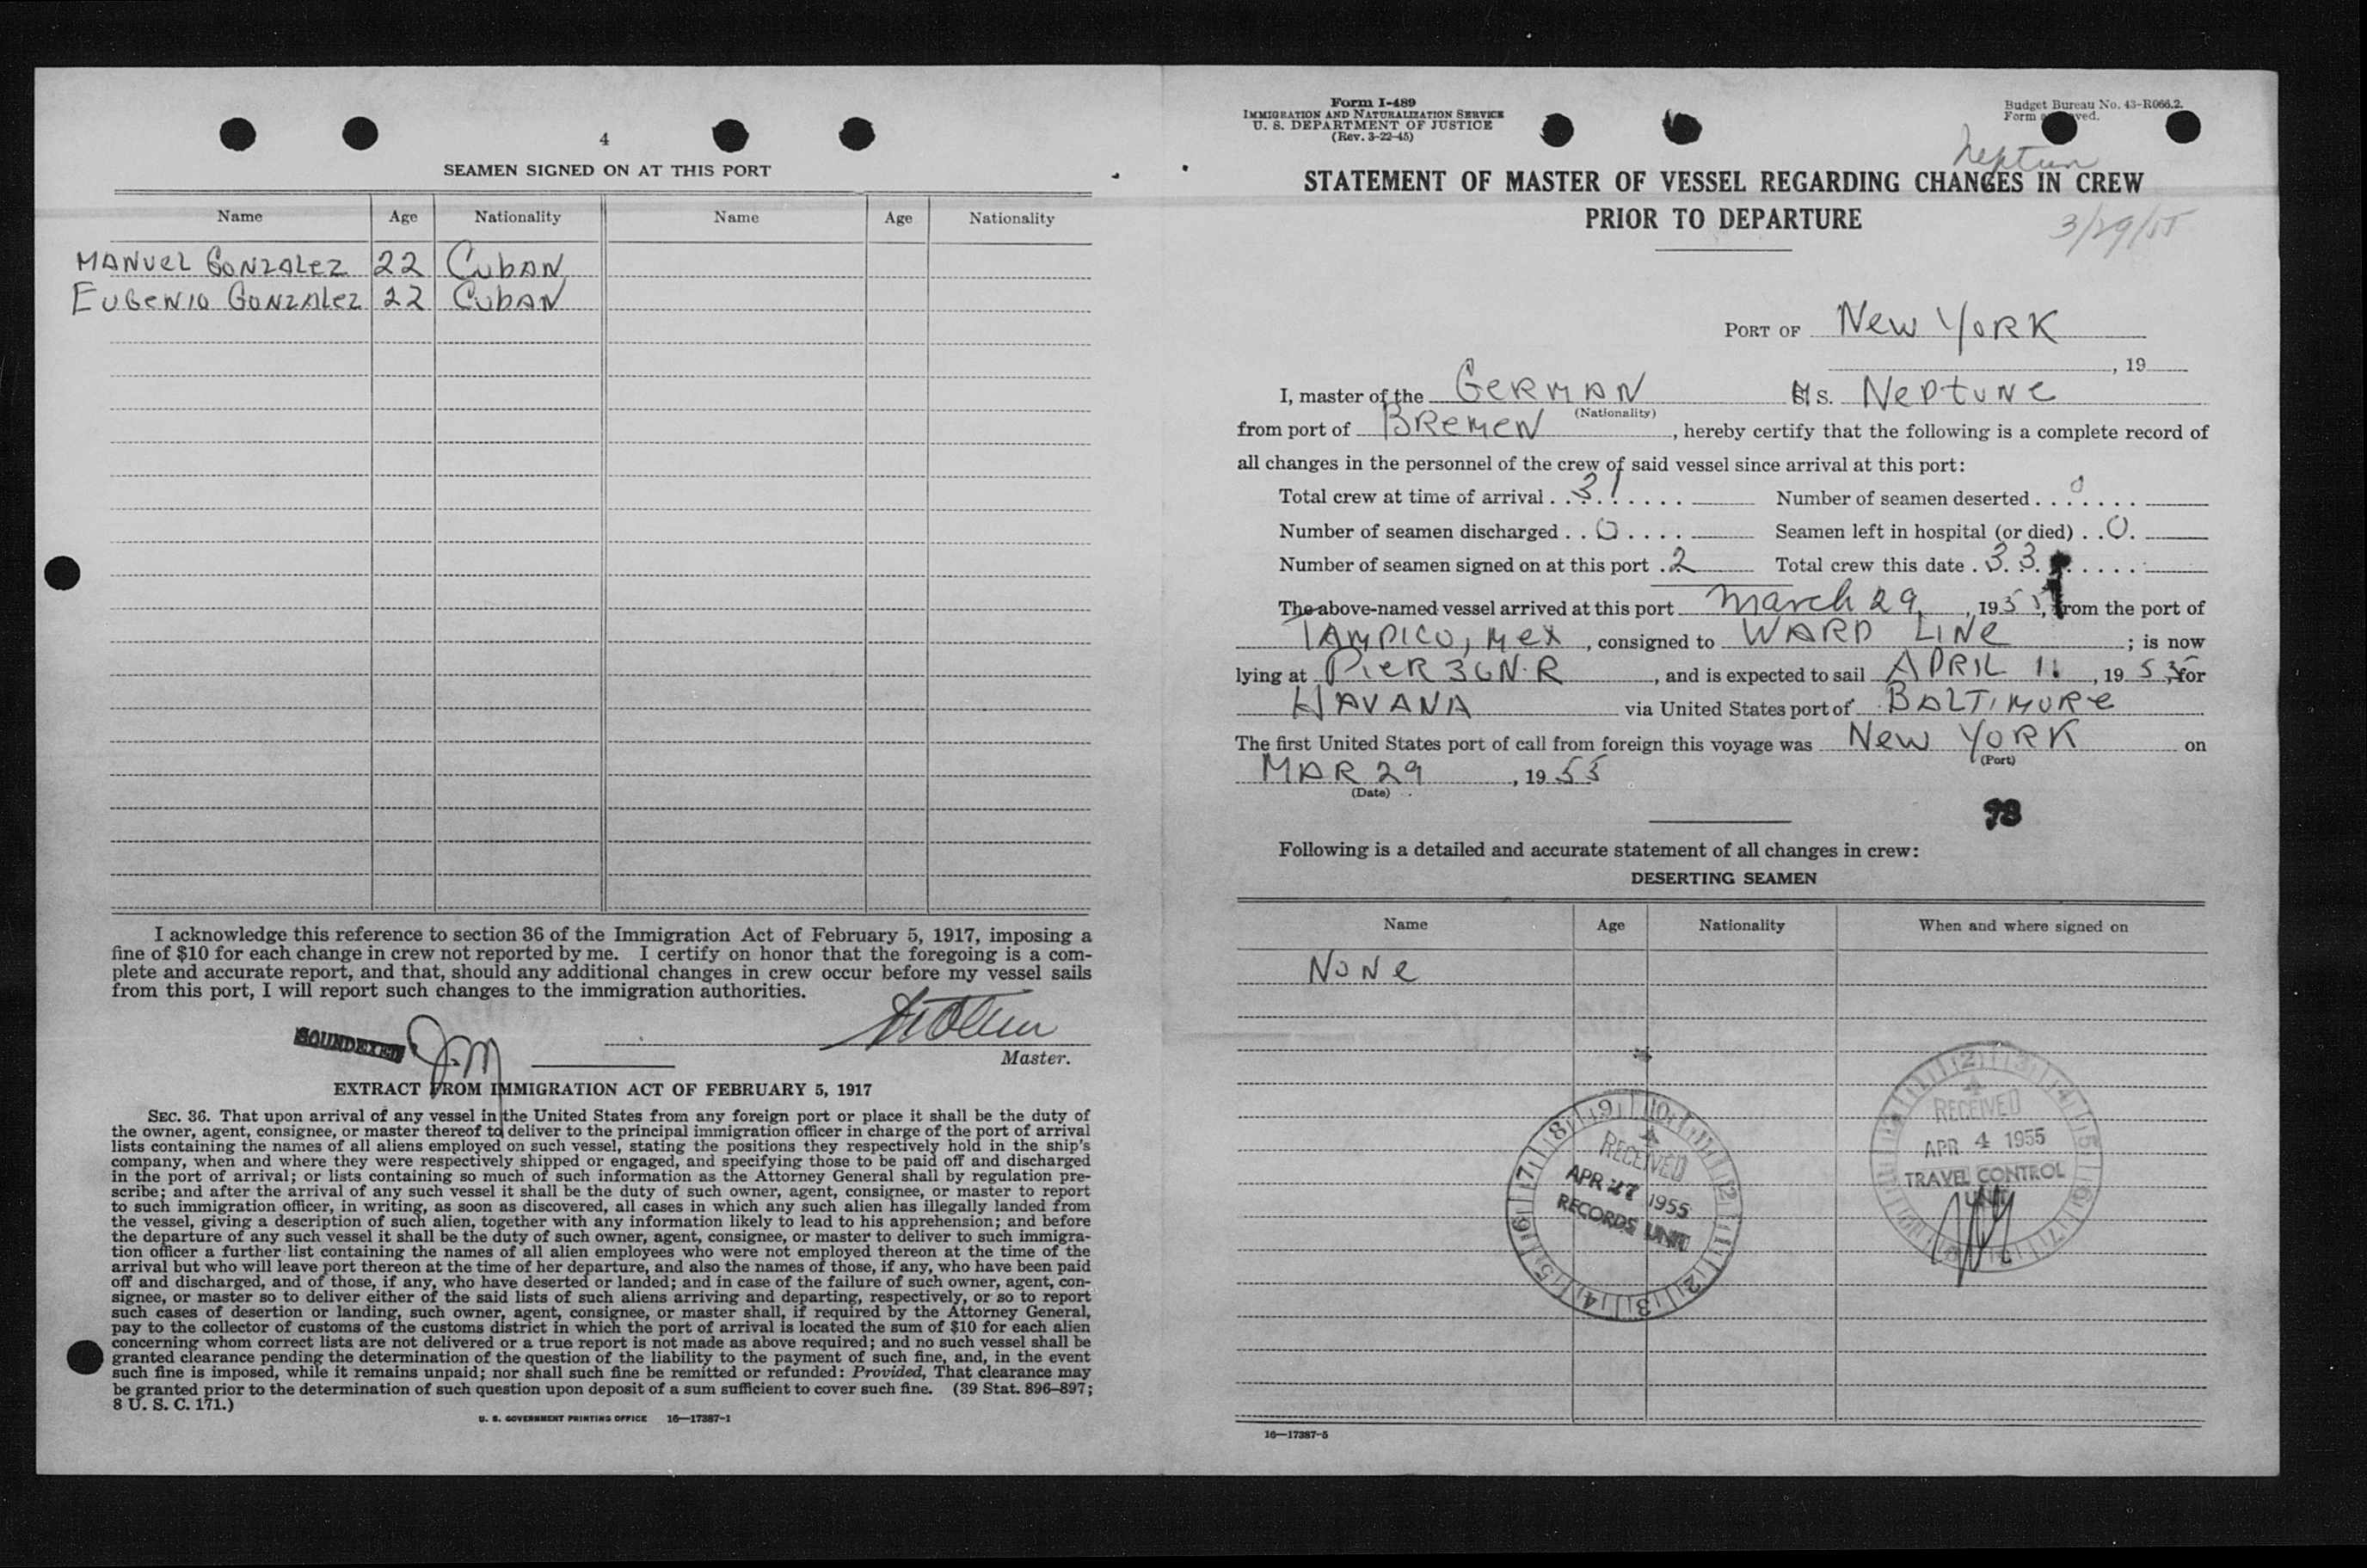 4
SEAMEN SIGNED ON AT THIS PORT
Name Age Nationality Name Age Nationality
MANUEL GONZALEZ 22 CUBAN
EUGENIO GONZALEZ 22 CUBAN
I acknowledge this reference to section 36 of the Immigration Act of February 5, 1917, imposing a
fine of $10 for each change in crew not reported by me. I certify on honor that the foregoing is a com-
plete and accurate report, and that, should any additional changes in crew occur before my vessel sails
from this port, I will report such changes to the immigration authorities.
SOUNDEXED J.M
Master.
EXTRACT FROM IMMIGRATION ACT OF FEBRUARY 5, 1917
SEC. 36. That upon arrival of any vessel in the United States from any foreign port or place it shall be the duty of
the owner, agent, consignee, or master thereof to deliver to the principal immigration officer in charge of the port of arrival
lists containing the names of all aliens employed on such vessel, stating the positions they respectively hold in the ship's
company, when and where they were respectively shipped or engaged, and specifying those to be paid off and discharged
in the port of arrival; or lists containing so much of such information as the Attorney General shall by regulation pre-
scribe; and after the arrival of any such vessel it shall be the duty of such owner, agent, consignee, or master to report
to such immigration officer, in writing, as soon as discovered, all cases in which any such alien has illegally landed from
the vessel, giving a description of such alien, together with any information likely to lead to his apprehension; and before
the departure of any such vessel it shall be the duty of such owner, agent, consignee, or master to deliver to such immigra-
tion officer a further list containing the names of all alien employees who were not employed thereon at the time of the
arrival but who will leave port thereon at the time of her departure, and also the names of those, if any, who have been paid
off and discharged, and of those, if any, who have deserted or landed; and in case of the failure of such owner, agent, con-
signee, or master so to deliver either of the said lists of such aliens arriving and departing, respectively, or so to report
such cases of desertion or landing, such owner, agent, consignee, or master shall, if required by the Attorney General,
pay to the collector of customs of the customs district in which the port of arrival is located the sum of $10 for each alien
concerning whom correct lists are not delivered or a true report is not made as above required; and no such vessel shall be
granted clearance pending the determination of the question of the liability to the payment of such fine, and, in the event
such fine is imposed, while it remains unpaid; nor shall such fine be remitted or refunded: Provided, That clearance may
be granted prior to the determination of such question upon deposit of a sum sufficient to cover such fine. (39 Stat. 896–897;
8 U. S. C. 171.)
U. S. GOVERNMENT PRINTING OFFICE 16—17387-1
Form I-489
IMMIGRATION AND NATURALIZATION SERVICE
U. S. DEPARTMENT OF JUSTICE
(Rev. 3-22-45)
Budget Bureau No. 43-R066.2.
Form
Neptun
STATEMENT OF MASTER OF VESSEL REGARDING CHANGES IN CREW
PRIOR TO DEPARTURE
3/29/55
PORT OF New YORK
, 19
I, master of the GERMAN M S. Neptune
(Nationality)
from port of BREMEN , hereby certify that the following is a complete record of
all changes in the personnel of the crew of said vessel since arrival at this port:
Total crew at time of arrival . . 31 Number of seamen deserted . . . 0
Number of seamen discharged . . 0 Seamen left in hospital (or died) . . 0
Number of seamen signed on at this port . 2 Total crew this date . 33
The above-named vessel arrived at this port March 29, , 1955, from the port of
TAMPICO, MEX , consigned to WARD LINE ; is now
lying at PIER 36 N.R , and is expected to sail APRIL 1. , 1955, for
HAVANA via United States port of BALTIMORE
The first United States port of call from foreign this voyage was New YORK on
(Port)
MAR 29 , 1955
(Date)
98
Following is a detailed and accurate statement of all changes in crew:
DESERTING SEAMEN
Name Age Nationality When and where signed on
NONE
RECEIVED
APR 27 1955
RECORDS UNIT
RECEIVED
APR 4 1955
TRAVEL CONTROL
UNIT
16—17387-5